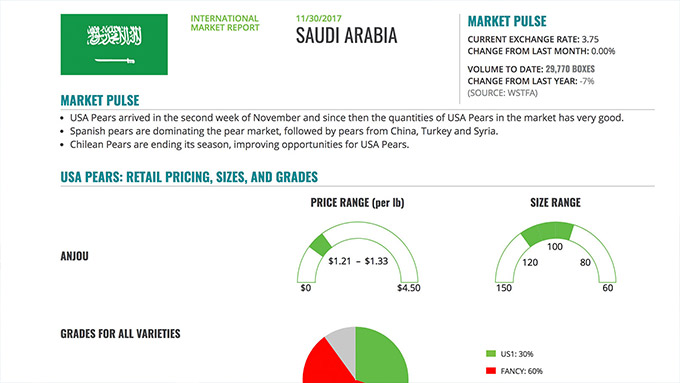 INTERNATIONAL
MARKET REPORT
11/30/2017
SAUDI ARABIA
MARKET PULSE
CURRENT EXCHANGE RATE: 3.75
CHANGE FROM LAST MONTH: 0.00%
VOLUME TO DATE: 29,770 BOXES
CHANGE FROM LAST YEAR: -7%
(SOURCE: WSTFA)
MARKET PULSE
• USA Pears arrived in the second week of November and since then the quantities of USA Pears in the market has very good.
• Spanish pears are dominating the pear market, followed by pears from China, Turkey and Syria.
• Chilean Pears are ending its season, improving opportunities for USA Pears.
USA PEARS: RETAIL PRICING, SIZES, AND GRADES
PRICE RANGE (per lb)
SIZE RANGE
ANJOU
$1.21 – $1.33
$0
$4.50
100
120
80
150
60
GRADES FOR ALL VARIETIES
US1: 30%
FANCY: 60%